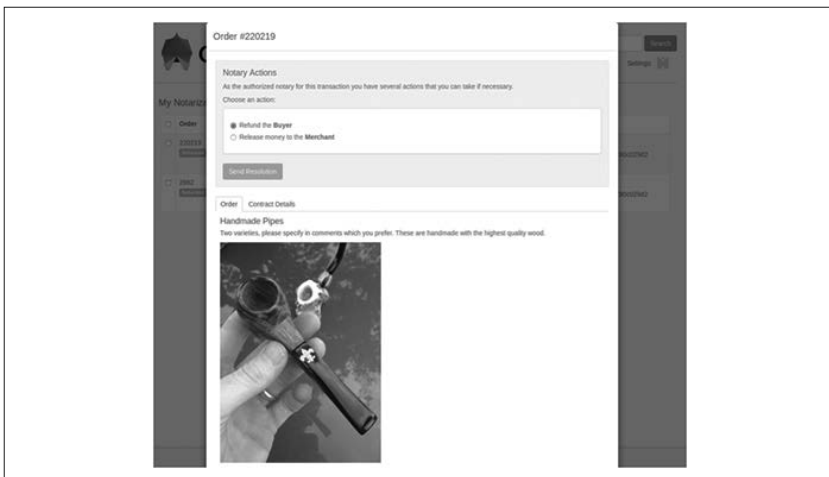 Order #220219
Search
Settings
Notary Actions
As the authorized notary for this transaction you have several actions that you can take if necessary.
Choose an action:
My Notariz
Order
Refund the Buyer
Release money to the Merchant
220219
Send Resolution
2662
Order Contract Details
Handmade Pipes
Two varieties, please specify in comments which you prefer. These are handmade with the highest quality wood.